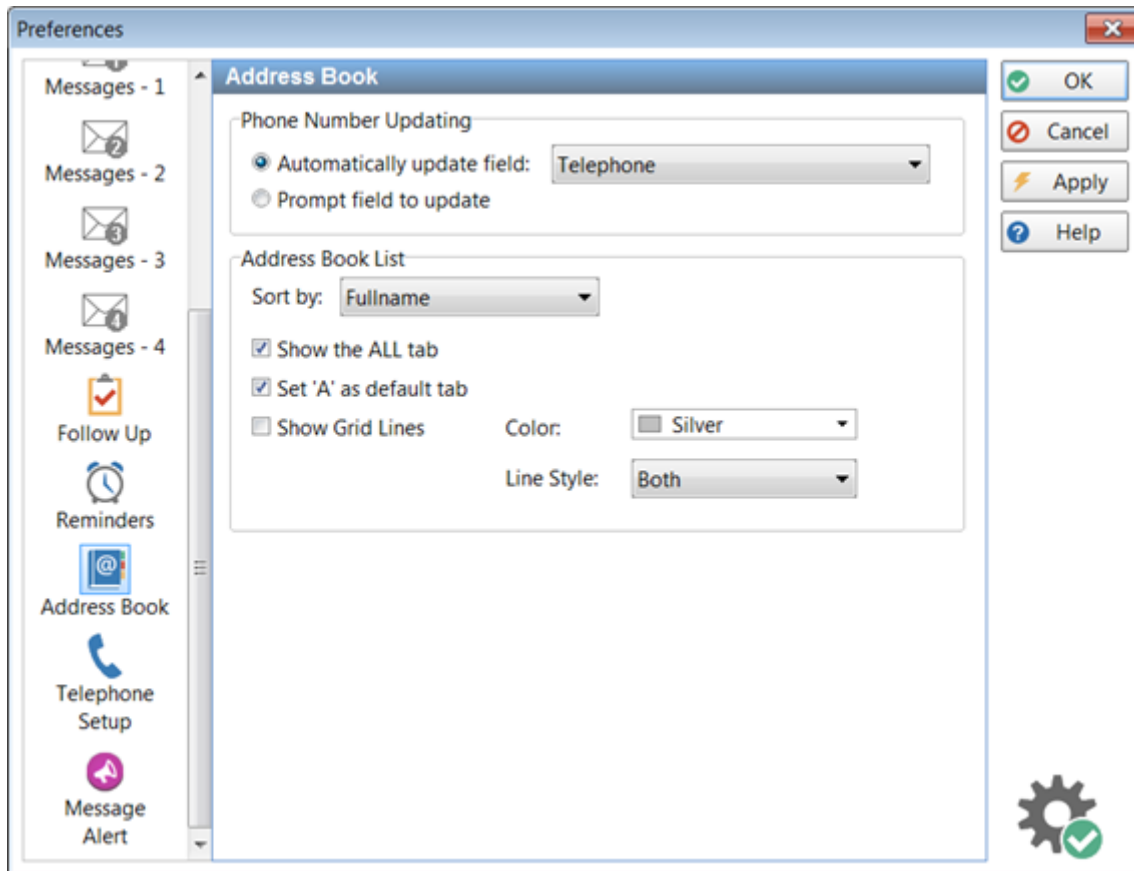 Preferences
Messages - 1
2
Messages - 2
3
Messages - 3
4
Messages - 4
Follow Up
Reminders
@
Address Book
Telephone
Setup
Message
Alert
Address Book
Phone Number Updating
Automatically update field: Telephone
Prompt field to update
Address Book List
Sort by: Fullname
Show the ALL tab
Set 'A' as default tab
Show Grid Lines Color: Silver
Line Style: Both
OK
Cancel
Apply
? Help